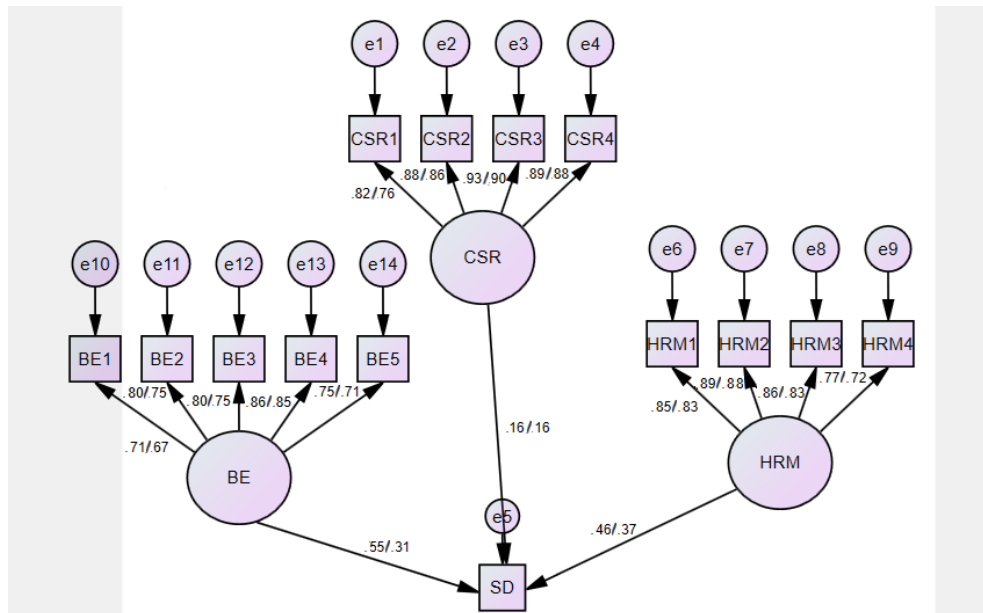 e1 e2 e3 e4
CSR1 CSR2 CSR3 CSR4
.82/76 .88/86 .93/.90 .89/88
CSR
e10 e11 e12 e13 e14
e6 e7 e8 e9
BE1 BE2 BE3 BE4 BE5
HRM1 HRM2 HRM3 HRM4
.71/.67 .80/.75 .80/.75 .86/.85 .75/.71
.85/.83 .89/.88 .86/.83 .77/.72
.16/16
BE
HRM
e5
.55/.31
.46/.37
SD